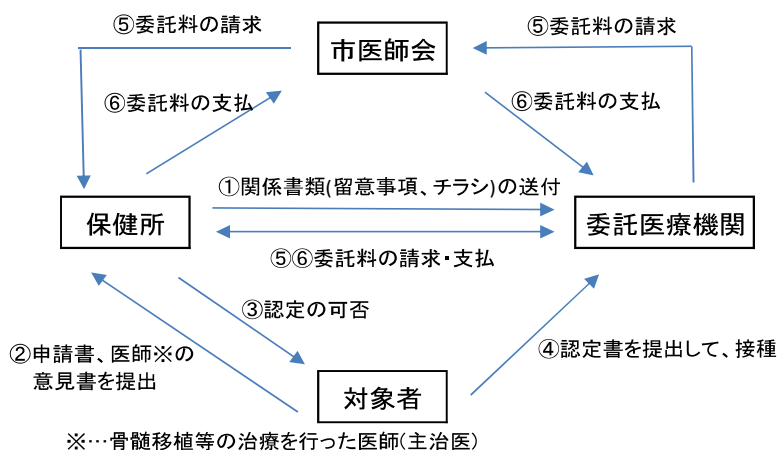 ⑤委託料の請求
⑤委託料の請求
市医師会
⑥委託料の支払
⑥委託料の支払
①関係書類(留意事項、チラシ)の送付
保健所
委託医療機関
⑤⑥委託料の請求・支払
③認定の可否
②申請書、医師※の
意見書を提出
④認定書を提出して、接種
対象者
※…骨髄移植等の治療を行った医師(主治医)